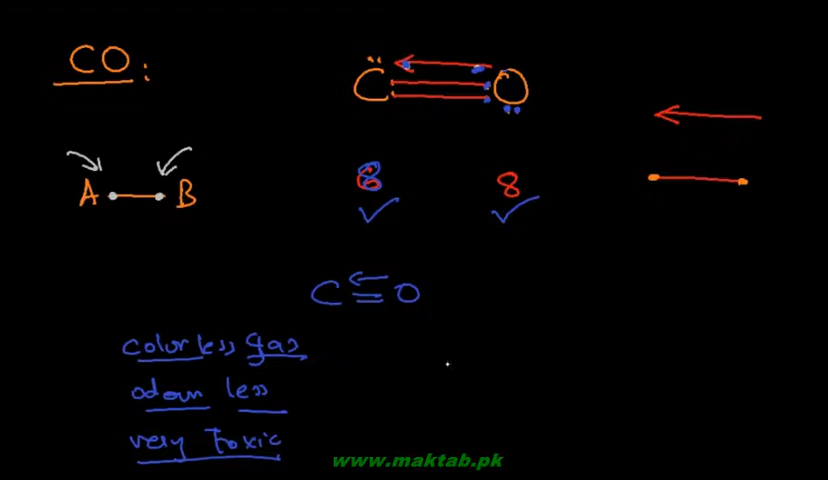 CO:
C O
A B
8 8
C O
colorless gas
odour less
very Toxic
www.maktab.pk